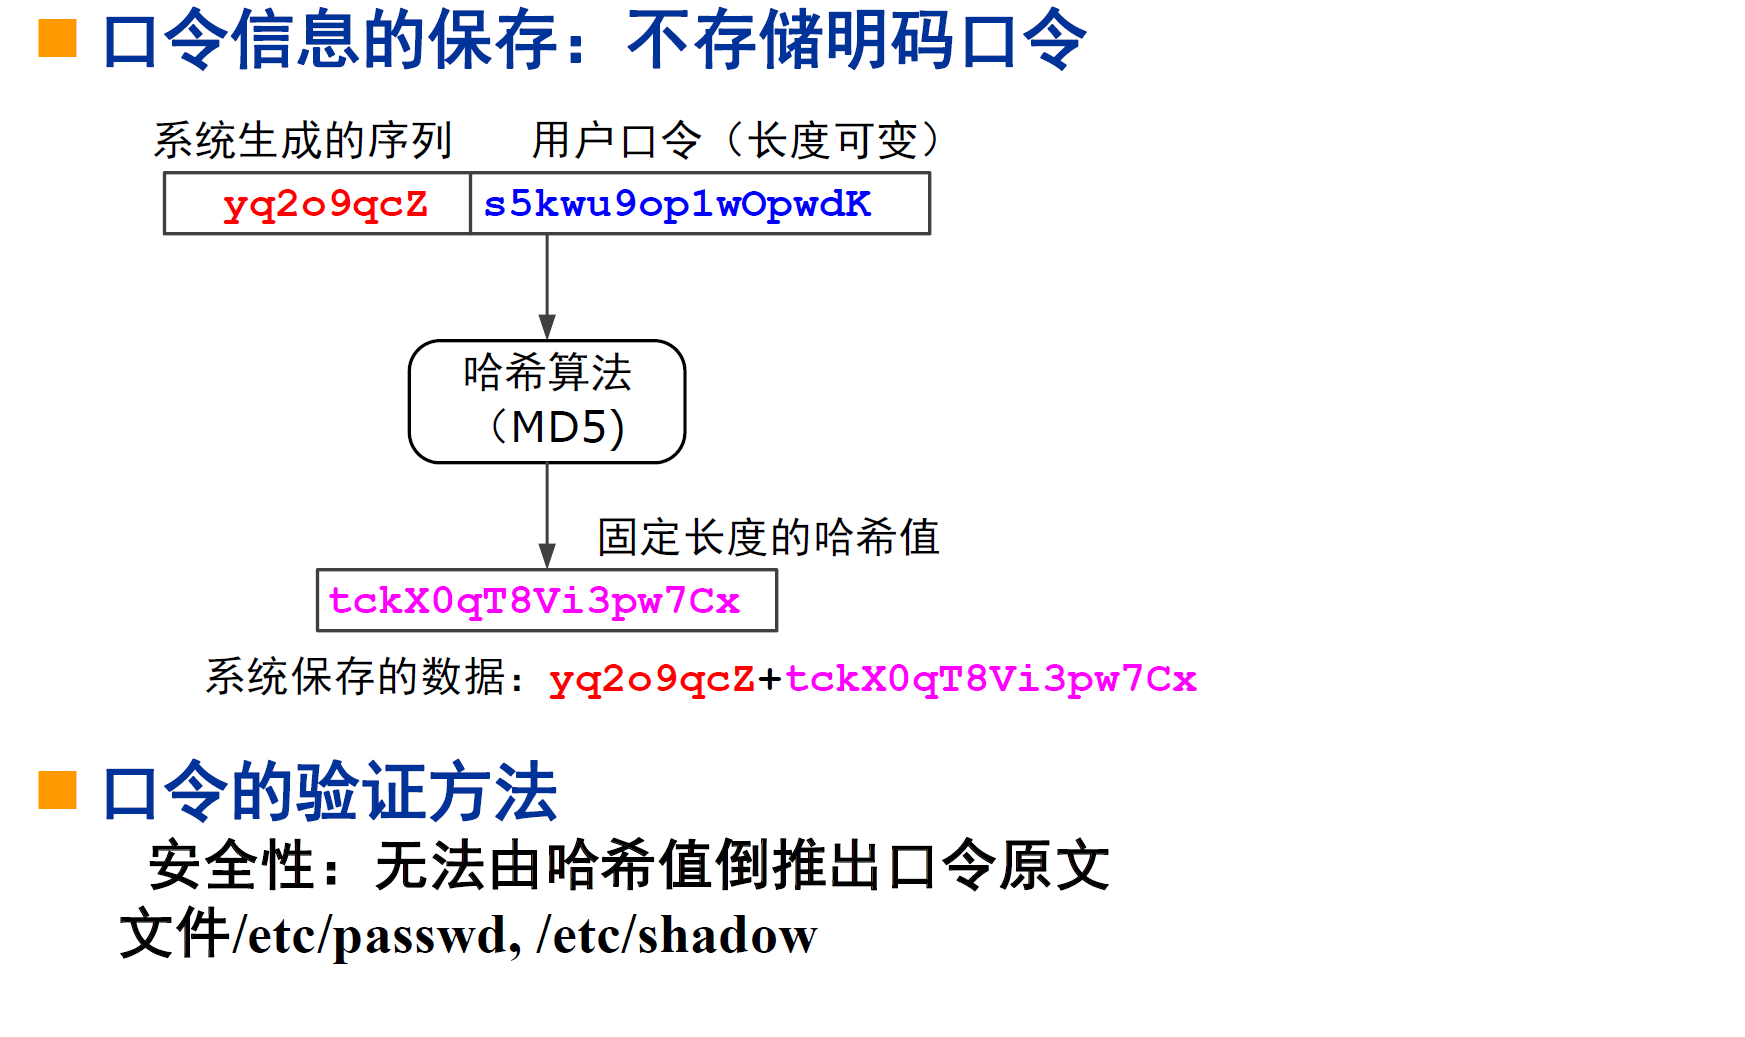 口令信息的保存：不存储明码口令
系统生成的序列 用户口令（长度可变）
yq2o9qcZ s5kwu9op1wOpwdK
哈希算法
（MD5)
固定长度的哈希值
tckX0qT8Vi3pw7Cx
系统保存的数据：yq2o9qcZ+tckX0qT8Vi3pw7Cx
口令的验证方法
安全性：无法由哈希值倒推出口令原文
文件/etc/passwd, /etc/shadow